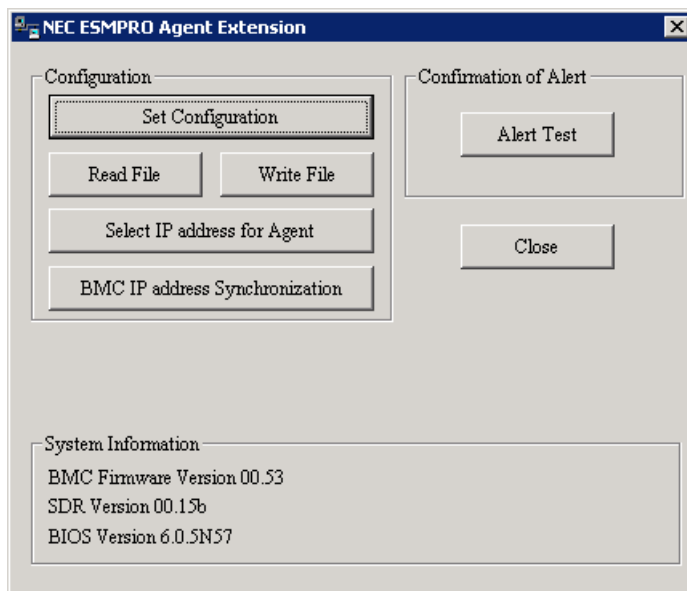 NEC ESMPRO Agent Extension
Configuration
Set Configuration
Read File
Write File
Select IP address for Agent
BMC IP address Synchronization
Confirmation of Alert
Alert Test
Close
System Information
BMC Firmware Version 00.53
SDR Version 00.15b
BIOS Version 6.0.5N57